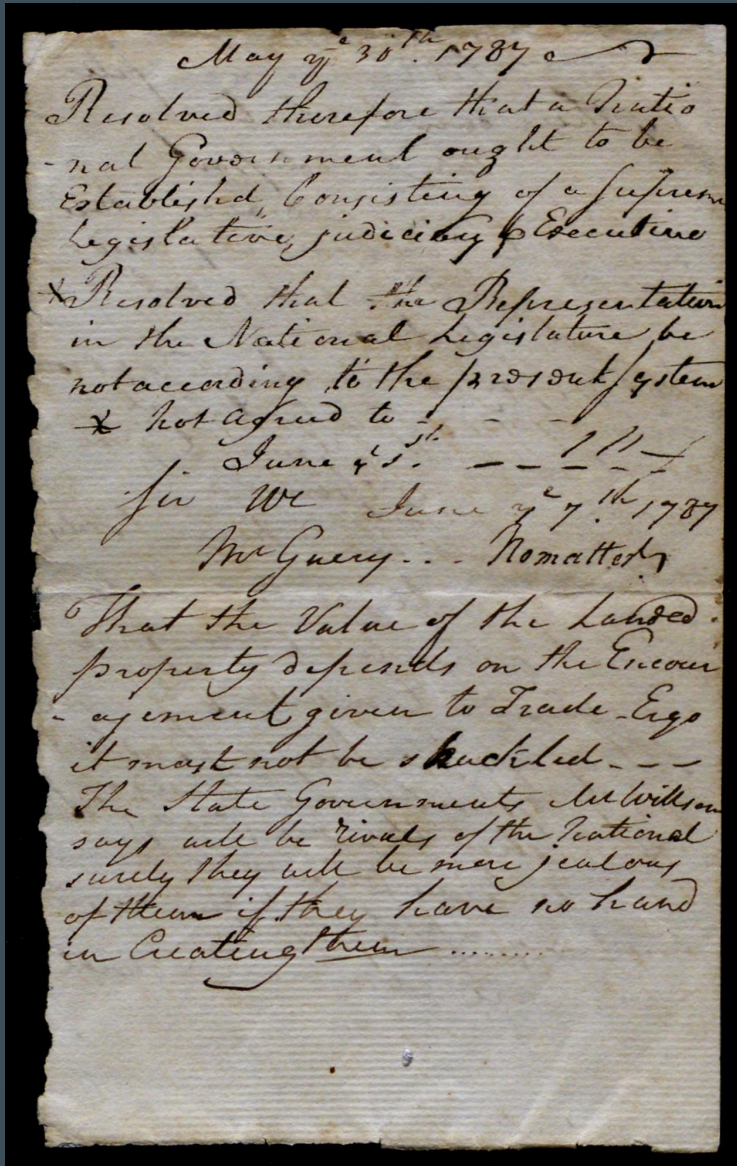 May ye 30th. 1787
Resolved therefore that a Natio
-nal Government ought to be
Established, Consisting of a Supreme
Legislative, judiciary & Executive
X Resolved that the Representation
in the National Legislature be
not according to the present System
X not agreed to - - -
June ye 1st. - - - -
Sir We June ye 7th 1787
Mr Guery - - - No matter
That the Value of the Landed
property depends on the Encour
-agement given to Trade - Ergo
it must not be shackled - - -
The State Governments Mr Willson
says will be rivals of the National
surely they will be more jealous
of them if they have no hand
in Creating them ........